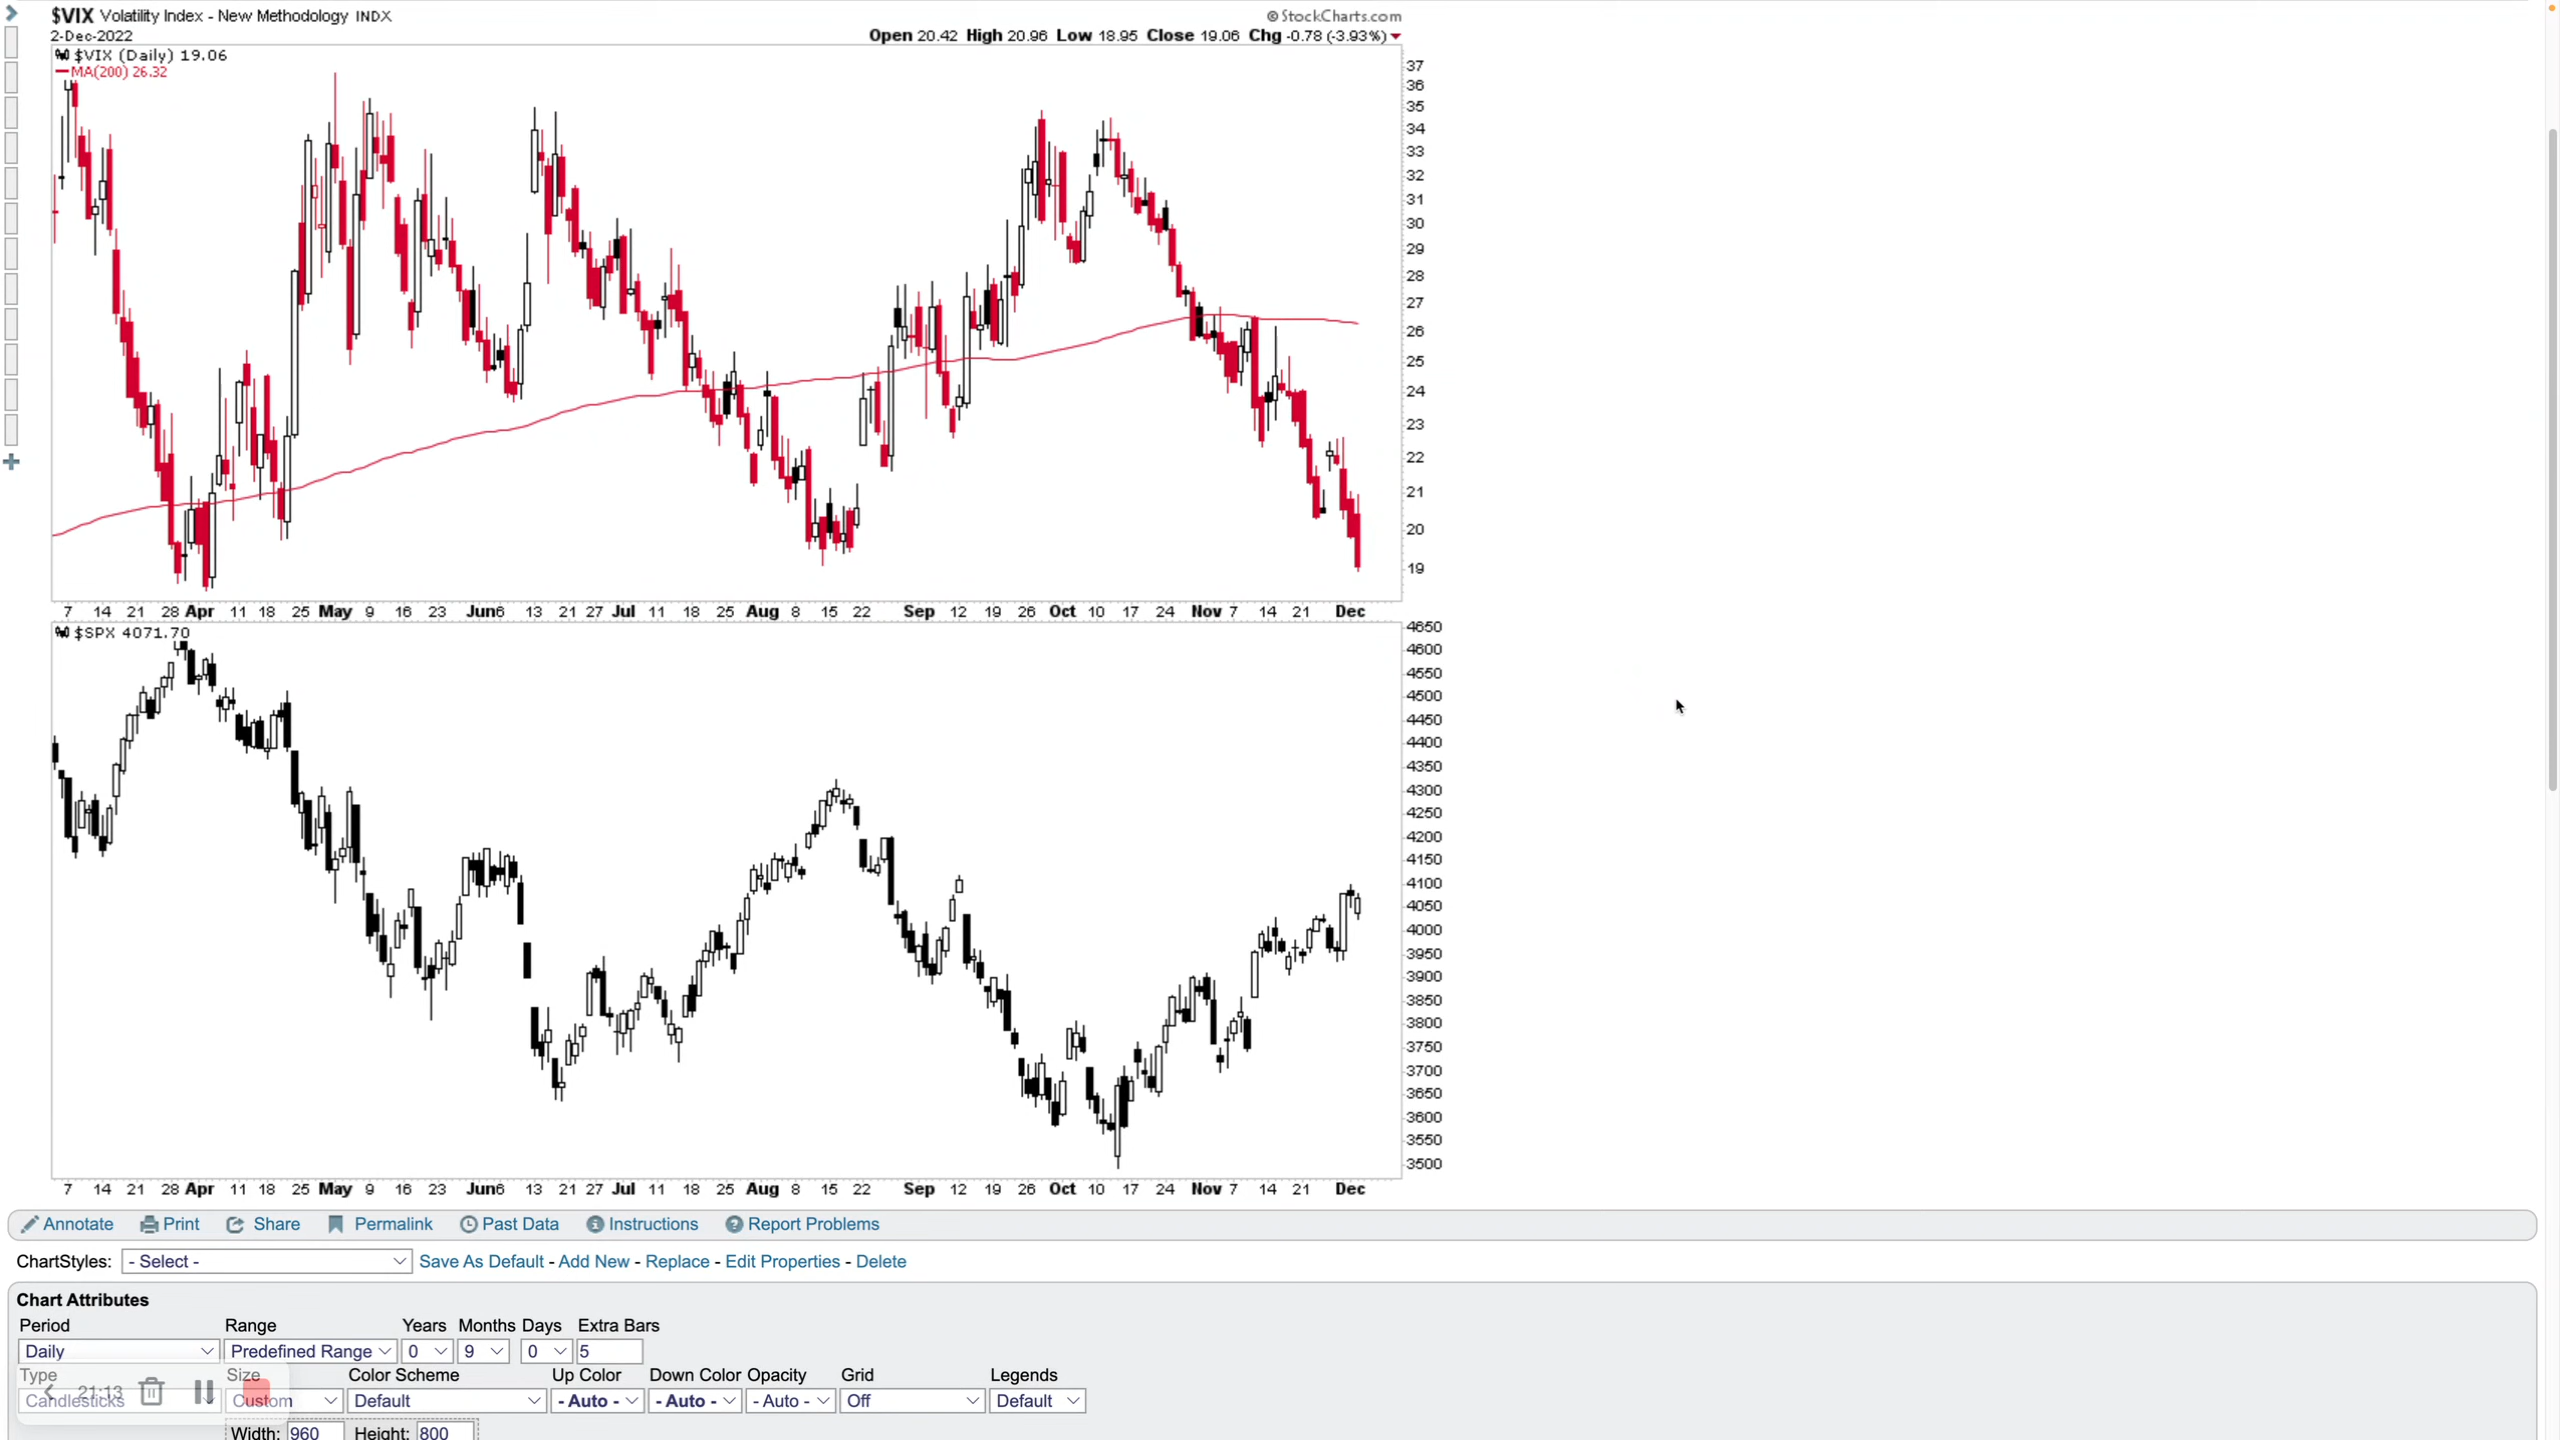 $VIX Volatility Index - New Methodology INDX
© StockCharts.com
2-Dec-2022
Open 20.42 High 20.96 Low 18.95 Close 19.06 Chg -0.78 (-3.93%)
$VIX (Daily) 19.06
MA(200) 26.32
37
36
35
34
33
32
31
30
29
28
27
26
25
24
23
22
21
20
19
7 14 21 28 Apr 11 18 25 May 9 16 23 Jun6 13 21 27 Jul 11 18 25 Aug 8 15 22 Sep 12 19 26 Oct 10 17 24 Nov 7 14 21 Dec
$SPX 4071.70
4650
4600
4550
4500
4450
4400
4350
4300
4250
4200
4150
4100
4050
4000
3950
3900
3850
3800
3750
3700
3650
3600
3550
3500
7 14 21 28 Apr 11 18 25 May 9 16 23 Jun6 13 21 27 Jul 11 18 25 Aug 8 15 22 Sep 12 19 26 Oct 10 17 24 Nov 7 14 21 Dec
Annotate Print Share Permalink Past Data Instructions Report Problems
ChartStyles: - Select - Save As Default - Add New - Replace - Edit Properties - Delete
Chart Attributes
Period Range Years Months Days Extra Bars
Daily Predefined Range 0 9 0 5
Type Size Color Scheme Up Color Down Color Opacity Grid Legends
21:13
Candlesticks Custom Default - Auto - - Auto - - Auto - Off Default
Width: 960 Height: 800